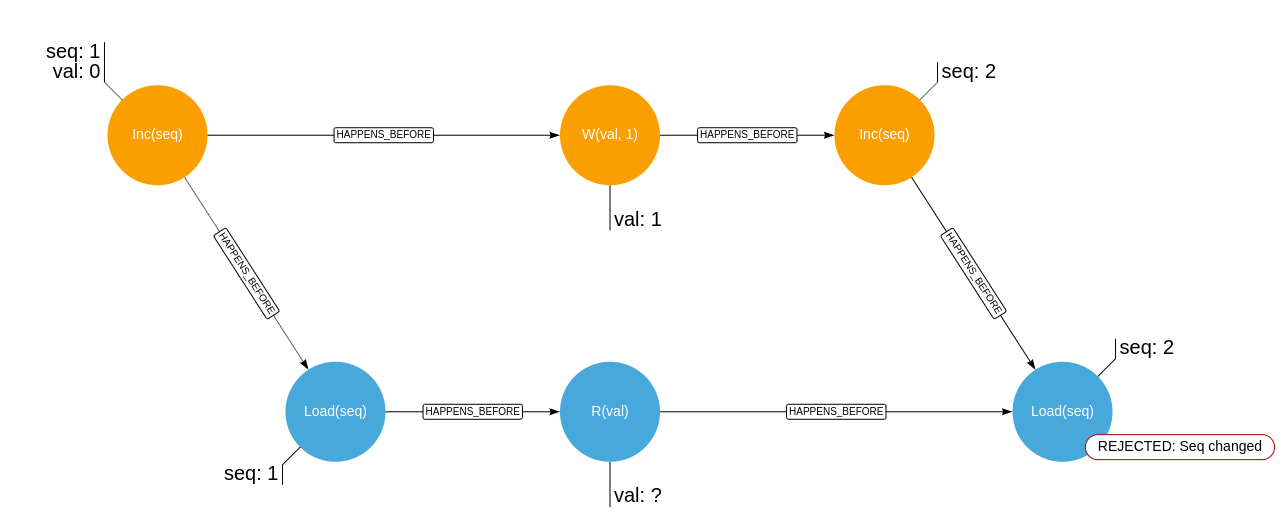 seq: 1
val: 0
seq: 2
Inc(seq)
HAPPENS_BEFORE
W(val, 1)
HAPPENS_BEFORE
Inc(seq)
val: 1
HAPPENS_BEFORE
HAPPENS_BEFORE
seq: 2
Load(seq)
HAPPENS_BEFORE
R(val)
HAPPENS_BEFORE
Load(seq)
REJECTED: Seq changed
seq: 1
val: ?